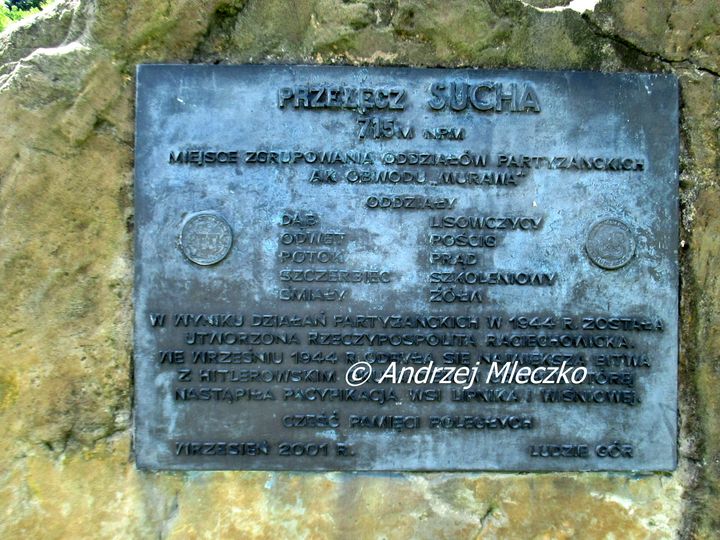 PRZEŁĘCZ SUCHA
715 M NPM
MIEJSCE ZGRUPOWANIA ODDZIAŁÓW PARTYZANCKICH
AK OBWODU „MURAWA”
ODDZIAŁY
DĄB LISOWCZYCY
ODWET POŚCIG
POTOK PRĄD
SZCZERBIEC SZKOLENIOWY
ŚMIAŁY ŻÓŁW
W WYNIKU DZIAŁAŃ PARTYZANCKICH W 1944 R. ZOSTAŁA
UTWORZONA RZECZYPOSPOLITA RACIECHOWICKA.
WE WRZEŚNIU 1944 R. ODBYŁA SIĘ NAJWIĘKSZA BITWA
Z HITLEROWSKIM
NASTĄPIŁA PACYFIKACJA WSI LIPNIKA I WIŚNIOWEJ.
CZEŚĆ PAMIĘCI POLEGŁYCH
WRZESIEŃ 2001 R. LUDZIE GÓR
© Andrzej Mleczko